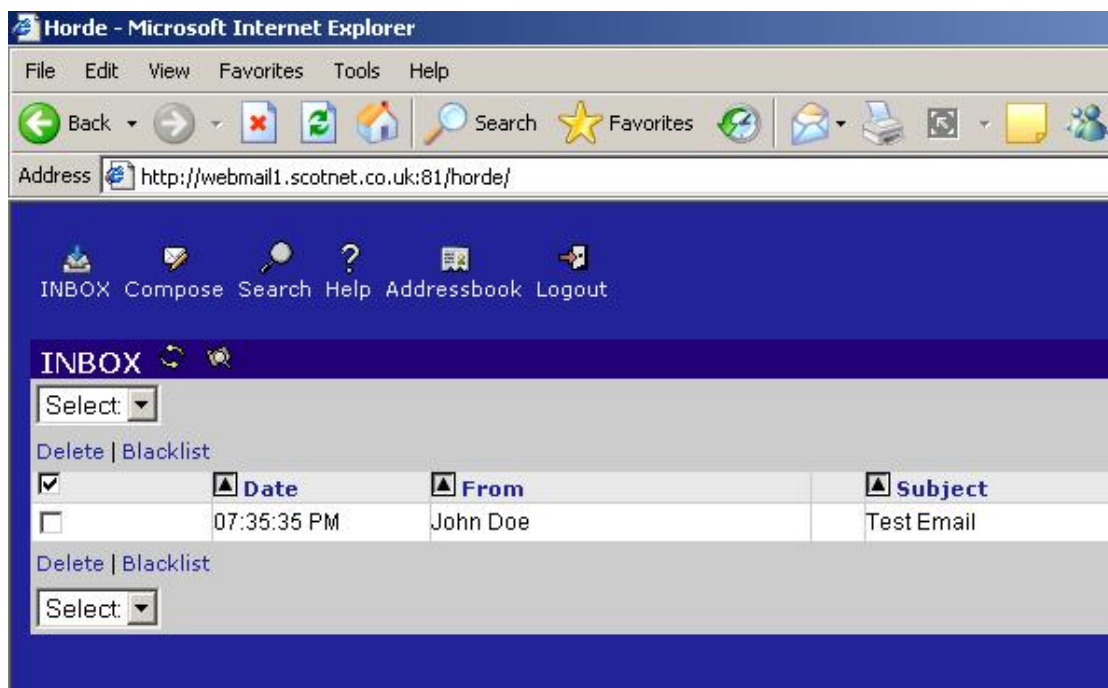 Horde - Microsoft Internet Explorer
File Edit View Favorites Tools Help
Back Search Favorites
Address http://webmail1.scotnet.co.uk:81/horde/
INBOX Compose Search Help Addressbook Logout
INBOX
Select:
Delete | Blacklist
Date From Subject
07:35:35 PM John Doe Test Email
Delete | Blacklist
Select: